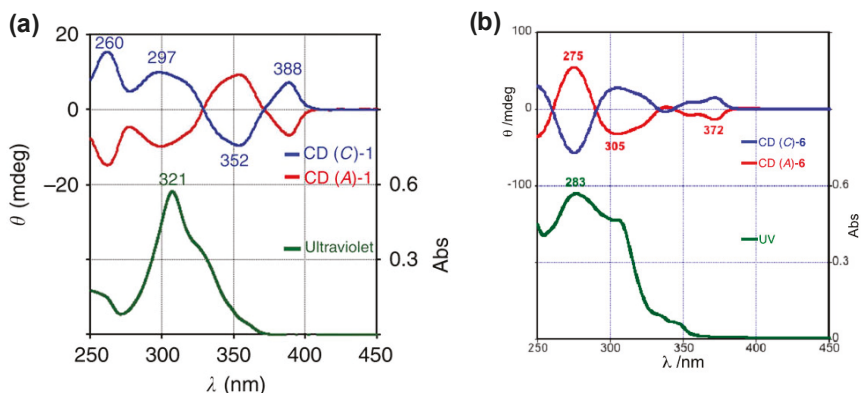 (a)
20
10
0
−10
−20
θ (mdeg)
260
297
388
352
CD (C)-1
CD (A)-1
321
Ultraviolet
0.6
0.3
Abs
250 300 350 400 450
λ (nm)
(b)
100
0
-100
θ /mdeg
275
305
372
CD (C)-6
CD (A)-6
283
UV
0.6
0.3
0
Abs
250 300 350 400 450
λ /nm